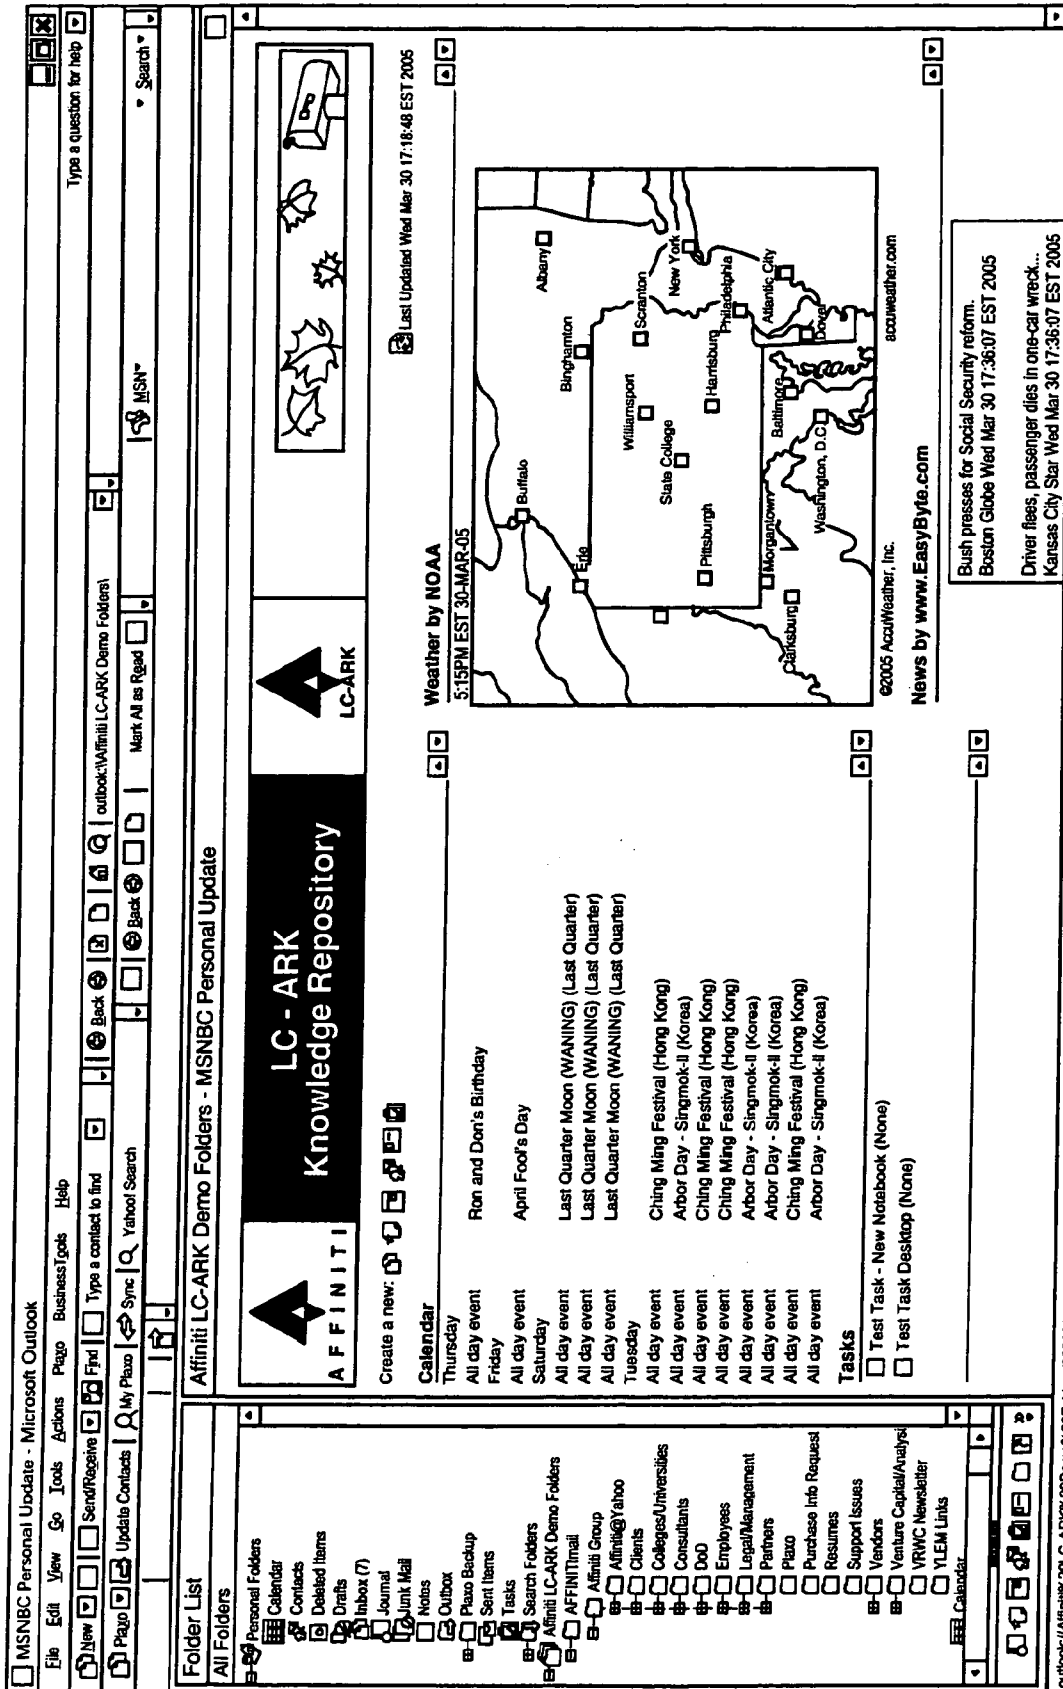 MSNBC Personal Update - Microsoft Outlook
File Edit View Go Tools Actions Plaxo BusinessTools Help
Type a question for help
New Send/Receive Find Type a contact to find Back outlook:\\Affiniti LC-ARK Demo Folders\
Plaxo Update Contacts My Plaxo Sync Yahoo! Search Back Mark All as Read MSN Search
Folder List
All Folders
Personal Folders
Calendar
Contacts
Deleted Items
Drafts
Inbox (7)
Journal
Junk Mail
Notes
Outbox
Plaxo Backup
Sent Items
Tasks
Search Folders
Affiniti LC-ARK Demo Folders
AFFINITImail
Affiniti Group
Affiniti@Yahoo
Clients
Colleges/Universities
Consultants
DoD
Employees
Legal/Management
Partners
Plaxo
Purchase Info Request
Resumes
Support Issues
Vendors
Venture Capital/Analysi
VRWC Newsletter
YLEM Links
Calendar
Affiniti LC-ARK Demo Folders - MSNBC Personal Update
AFFINITI
LC - ARK
Knowledge Repository
LC-ARK
Create a new:
Last Updated Wed Mar 30 17:18:48 EST 2005
Calendar
Thursday
All day event Ron and Don's Birthday
Friday
All day event April Fool's Day
Saturday
All day event Last Quarter Moon (WANING) (Last Quarter)
All day event Last Quarter Moon (WANING) (Last Quarter)
All day event Last Quarter Moon (WANING) (Last Quarter)
Tuesday
All day event Ching Ming Festival (Hong Kong)
All day event Arbor Day - Singmok-Il (Korea)
All day event Ching Ming Festival (Hong Kong)
All day event Ching Ming Festival (Hong Kong)
All day event Arbor Day - Singmok-Il (Korea)
All day event Arbor Day - Singmok-Il (Korea)
All day event Ching Ming Festival (Hong Kong)
All day event Arbor Day - Singmok-Il (Korea)
Tasks
Test Task - New Notebook (None)
Test Task Desktop (None)
Weather by NOAA
5:15PM EST 30-MAR-05
Buffalo
Albany
Erie
Binghamton
Williamsport
Scranton
State College
New York
Pittsburgh
Harrisburg
Philadelphia
Morgantown
Baltimore
Atlantic City
Clarksburg
Washington, D.C.
Dover
©2005 AccuWeather, Inc. accuweather.com
News by www.EasyByte.com
Bush presses for Social Security reform.
Boston Globe Wed Mar 30 17:36:07 EST 2005
Driver flees, passenger dies in one-car wreck...
Kansas City Star Wed Mar 30 17:36:07 EST 2005